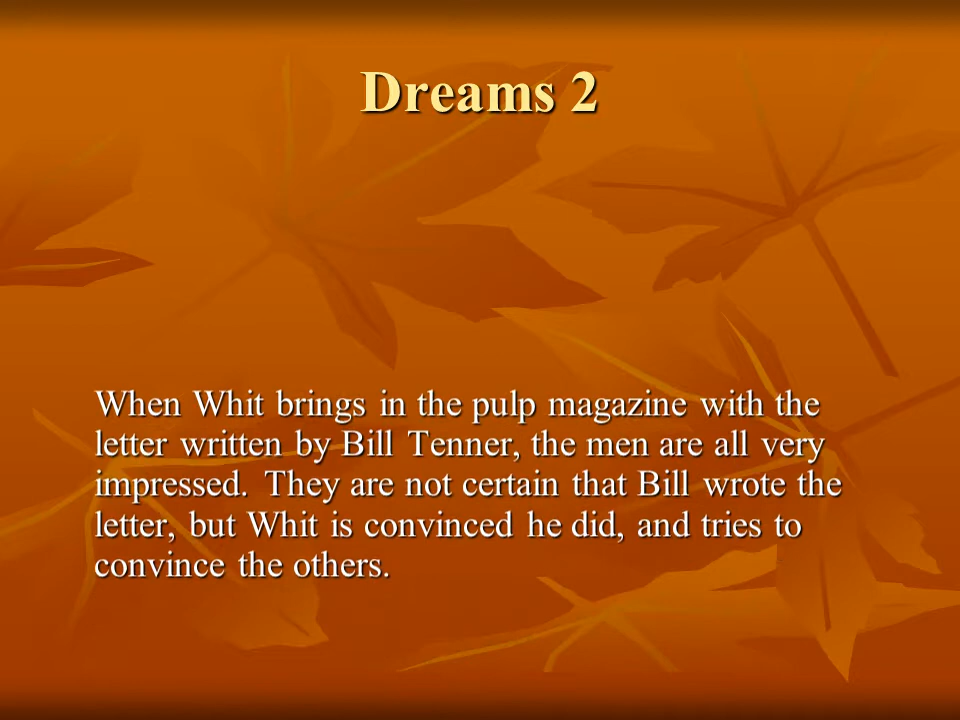 Dreams 2
When Whit brings in the pulp magazine with the
letter written by Bill Tenner, the men are all very
impressed. They are not certain that Bill wrote the
letter, but Whit is convinced he did, and tries to
convince the others.